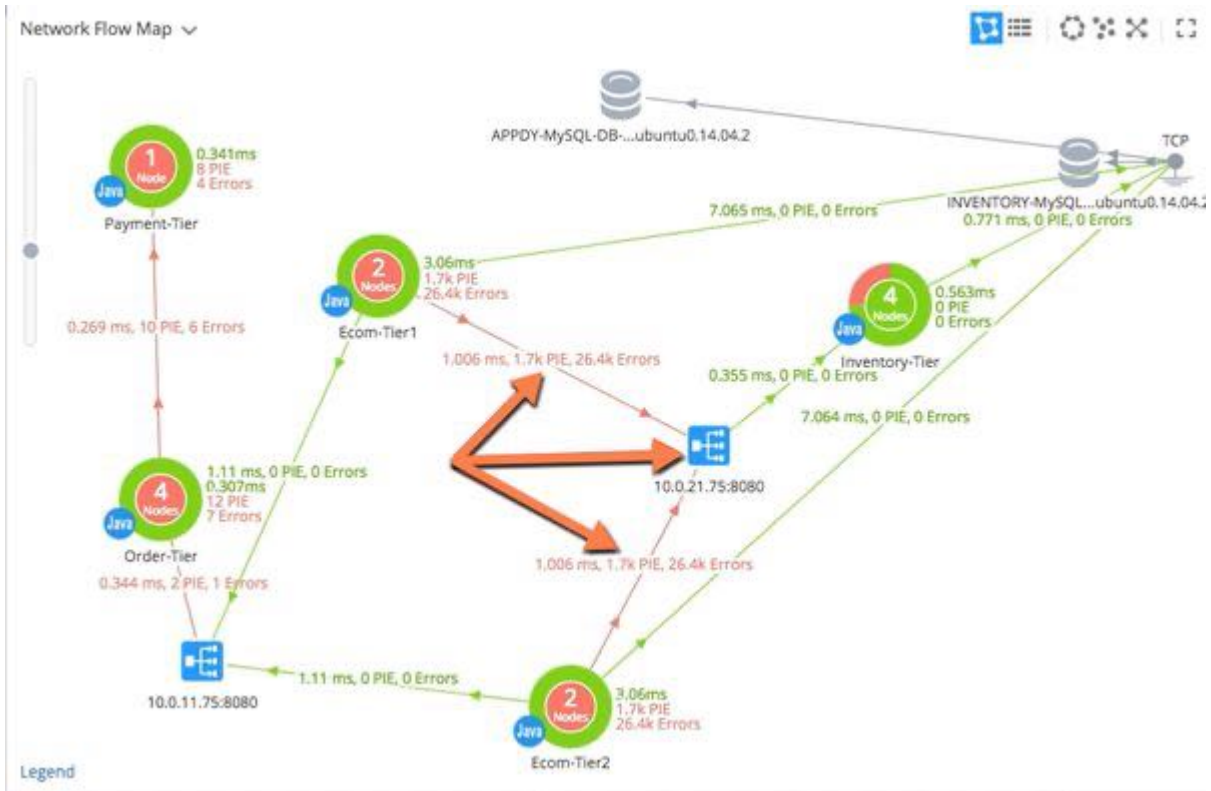 Network Flow Map
APPDY-MySQL-DB-...ubuntu0.14.04.2
TCP
INVENTORY-MySQL...ubuntu0.14.04.2
0.771 ms, 0 PIE, 0 Errors
7.065 ms, 0 PIE, 0 Errors
1
Node
Java
0.341ms
8 PIE
4 Errors
Payment-Tier
2
Nodes
Java
3.06ms
1.7k PIE
26.4k Errors
Ecom-Tier1
4
Nodes
Java
0.563ms
0 PIE
0 Errors
Inventory-Tier
0.269 ms, 10 PIE, 6 Errors
1.006 ms, 1.7k PIE, 26.4k Errors
0.355 ms, 0 PIE, 0 Errors
7.064 ms, 0 PIE, 0 Errors
10.0.21.75:8080
1.11 ms, 0 PIE, 0 Errors
4
Nodes
Java
0.307ms
12 PIE
7 Errors
Order-Tier
0.344 ms, 2 PIE, 1 Errors
1.006 ms, 1.7k PIE, 26.4k Errors
10.0.11.75:8080
1.11 ms, 0 PIE, 0 Errors
2
Nodes
Java
3.06ms
1.7k PIE
26.4k Errors
Ecom-Tier2
Legend